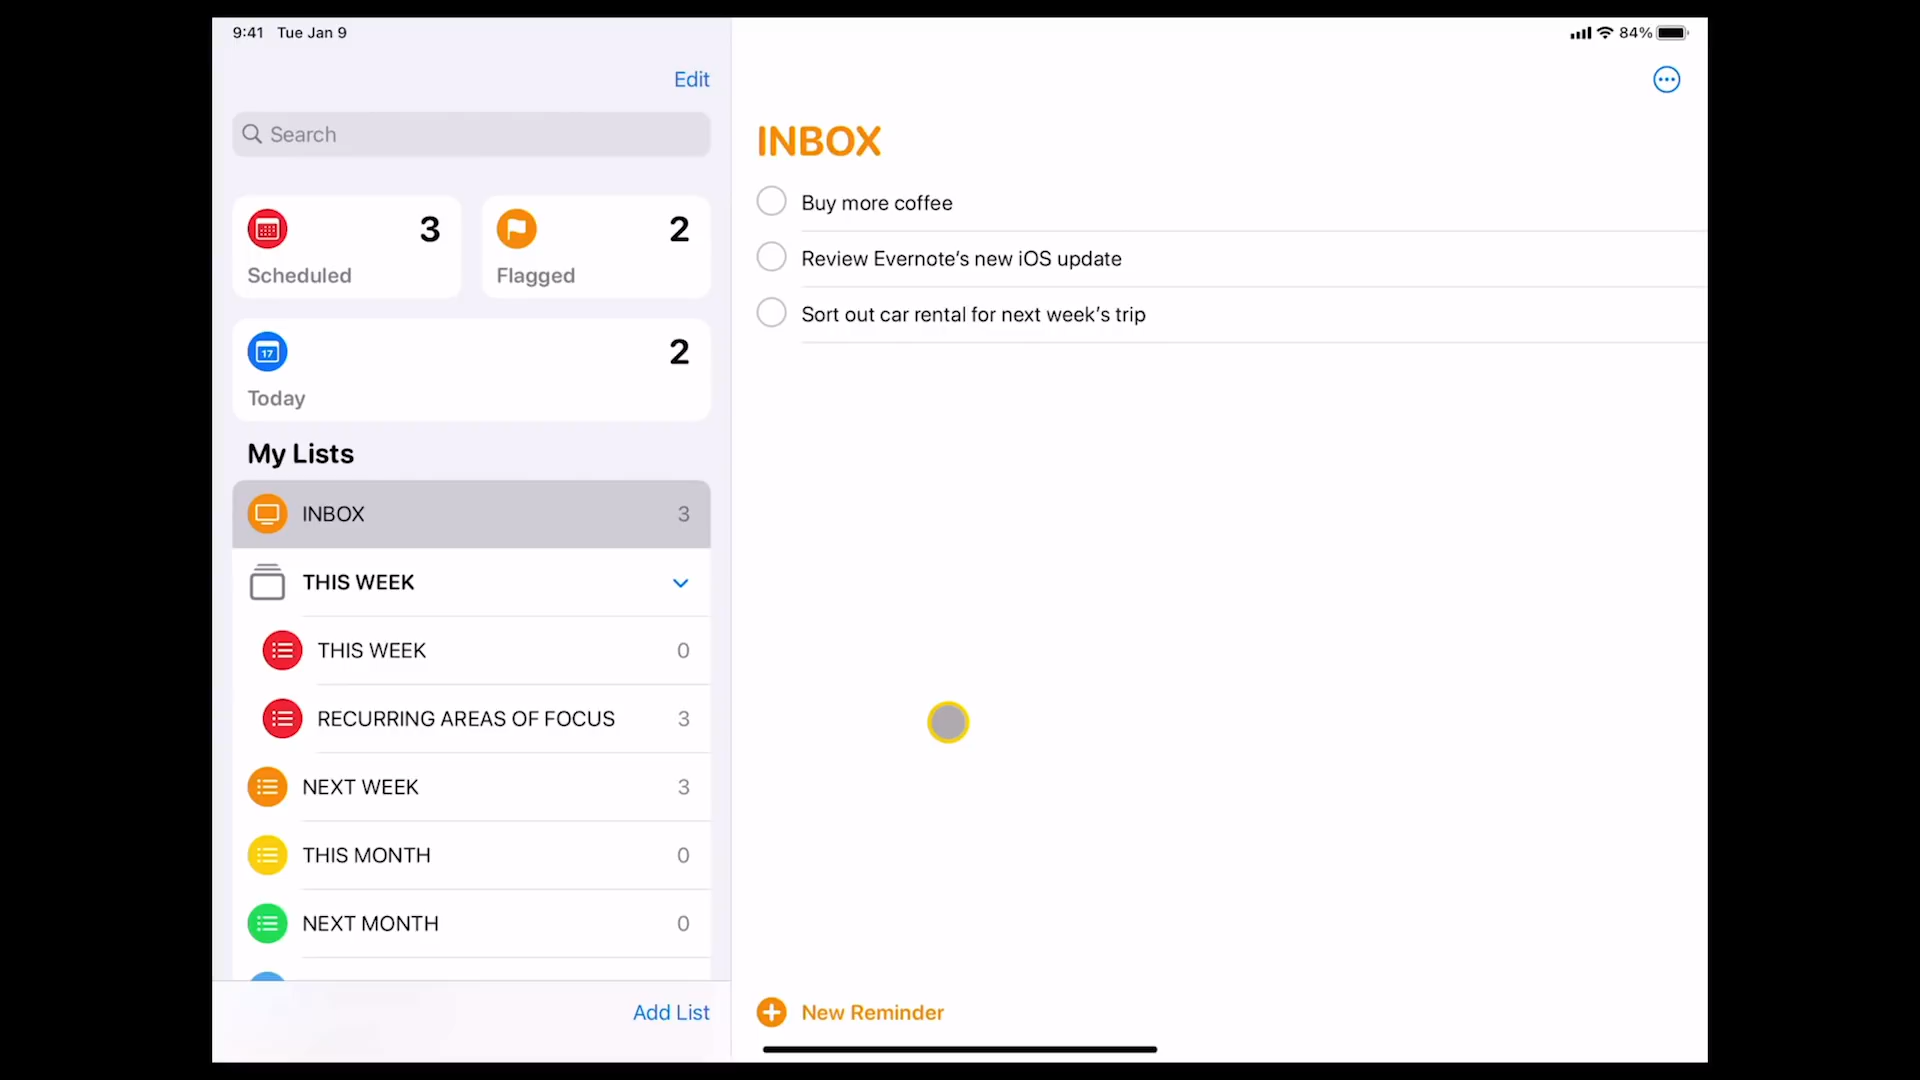 9:41 Tue Jan 9
84%
Edit
Search
3
Scheduled
2
Flagged
17
2
Today
My Lists
INBOX 3
THIS WEEK
THIS WEEK 0
RECURRING AREAS OF FOCUS 3
NEXT WEEK 3
THIS MONTH 0
NEXT MONTH 0
Add List
INBOX
Buy more coffee
Review Evernote’s new iOS update
Sort out car rental for next week’s trip
New Reminder